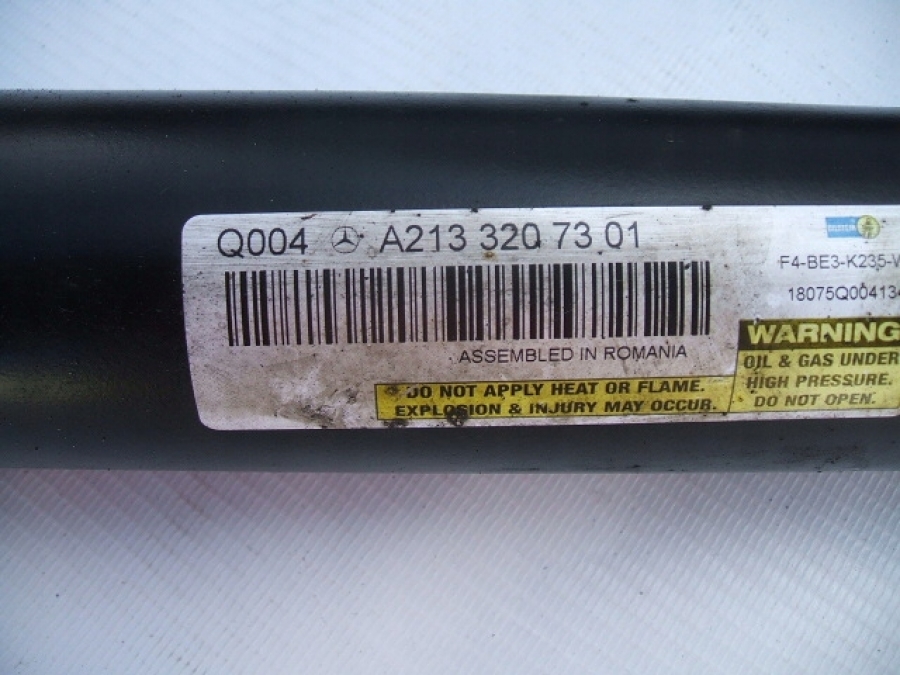 Q004 A213 320 73 01
F4-BE3-K235-
18075Q00413
ASSEMBLED IN ROMANIA
WARNING
OIL & GAS UNDER
HIGH PRESSURE.
DO NOT OPEN.
DO NOT APPLY HEAT OR FLAME.
EXPLOSION & INJURY MAY OCCUR.